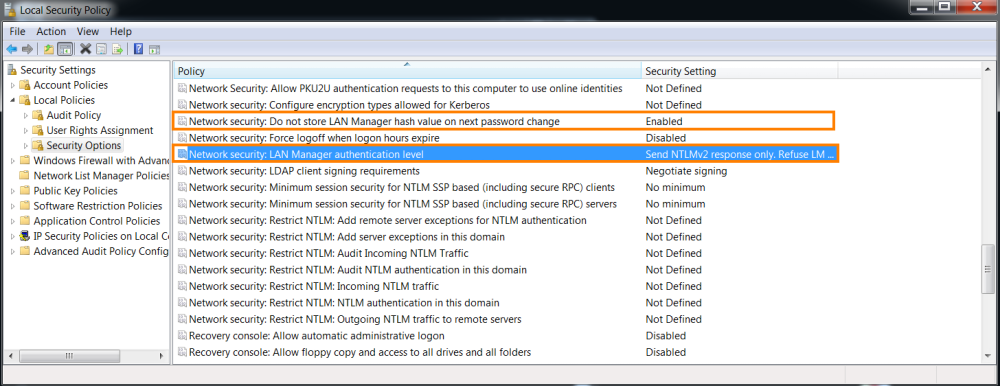 Local Security Policy
File Action View Help
Security Settings
Account Policies
Local Policies
Audit Policy
User Rights Assignment
Security Options
Windows Firewall with Advanc
Network List Manager Policies
Public Key Policies
Software Restriction Policies
Application Control Policies
IP Security Policies on Local C
Advanced Audit Policy Config
Policy Security Setting
Network Security: Allow PKU2U authentication requests to this computer to use online identities Not Defined
Network security: Configure encryption types allowed for Kerberos Not Defined
Network security: Do not store LAN Manager hash value on next password change Enabled
Network security: Force logoff when logon hours expire Disabled
Network security: LAN Manager authentication level Send NTLMv2 response only. Refuse LM ...
Network security: LDAP client signing requirements Negotiate signing
Network security: Minimum session security for NTLM SSP based (including secure RPC) clients No minimum
Network security: Minimum session security for NTLM SSP based (including secure RPC) servers No minimum
Network security: Restrict NTLM: Add remote server exceptions for NTLM authentication Not Defined
Network security: Restrict NTLM: Add server exceptions in this domain Not Defined
Network security: Restrict NTLM: Audit Incoming NTLM Traffic Not Defined
Network security: Restrict NTLM: Audit NTLM authentication in this domain Not Defined
Network security: Restrict NTLM: Incoming NTLM traffic Not Defined
Network security: Restrict NTLM: NTLM authentication in this domain Not Defined
Network security: Restrict NTLM: Outgoing NTLM traffic to remote servers Not Defined
Recovery console: Allow automatic administrative logon Disabled
Recovery console: Allow floppy copy and access to all drives and all folders Disabled